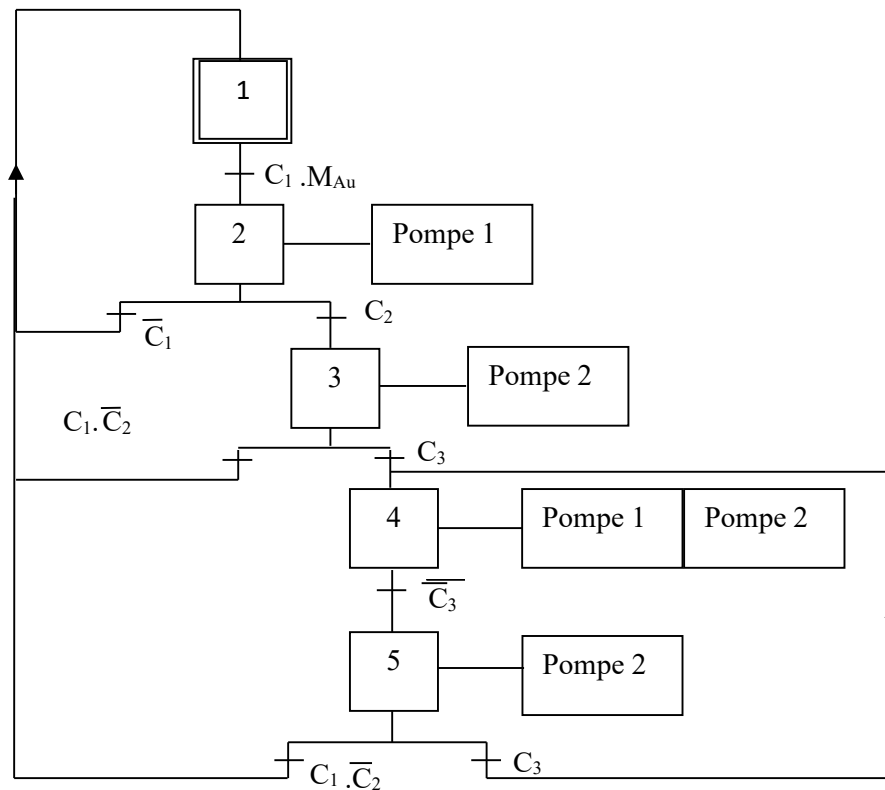 1
C₁ .M_Au
2
Pompe 1
C̅₁
C₂
3
Pompe 2
C₁.C̅₂
C₃
4
Pompe 1
Pompe 2
C̿₃
5
Pompe 2
C₁ .C̅₂
C₃